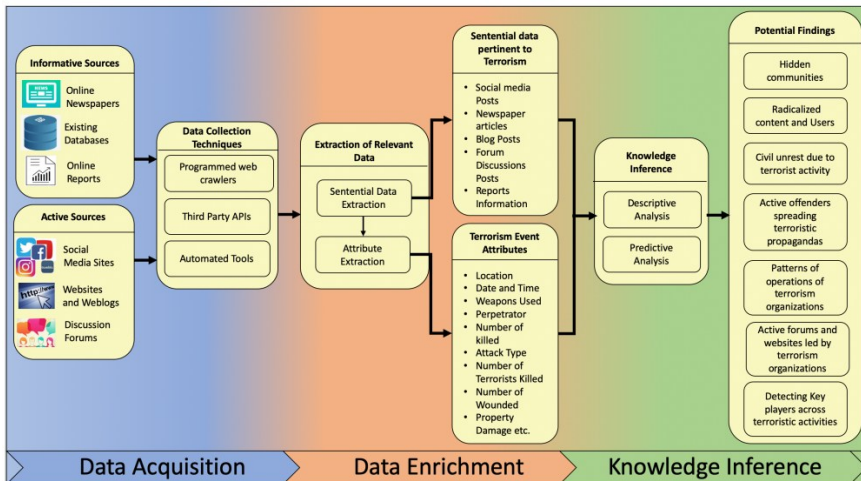 Informative Sources
NEWS
Online
Newspapers
Existing
Databases
Online
Reports
Active Sources
Social
Media Sites
http://www
Websites
and Weblogs
Discussion
Forums
Data Collection
Techniques
Programmed web
crawlers
Third Party APIs
Automated Tools
Extraction of Relevant
Data
Sentential Data
Extraction
Attribute
Extraction
Sentential data
pertinent to
Terrorism
• Social media
Posts
• Newspaper
articles
• Blog Posts
• Forum
Discussions
Posts
• Reports
Information
Terrorism Event
Attributes
• Location
• Date and Time
• Weapons Used
• Perpetrator
• Number of
killed
• Attack Type
• Number of
Terrorists Killed
• Number of
Wounded
• Property
Damage etc.
Knowledge
Inference
Descriptive
Analysis
Predictive
Analysis
Potential Findings
Hidden
communities
Radicalized
content and Users
Civil unrest due to
terrorist activity
Active offenders
spreading
terroristic
propagandas
Patterns of
operations of
terrorism
organizations
Active forums and
websites led by
terrorism
organizations
Detecting Key
players across
terroristic activities
Data Acquisition
Data Enrichment
Knowledge Inference